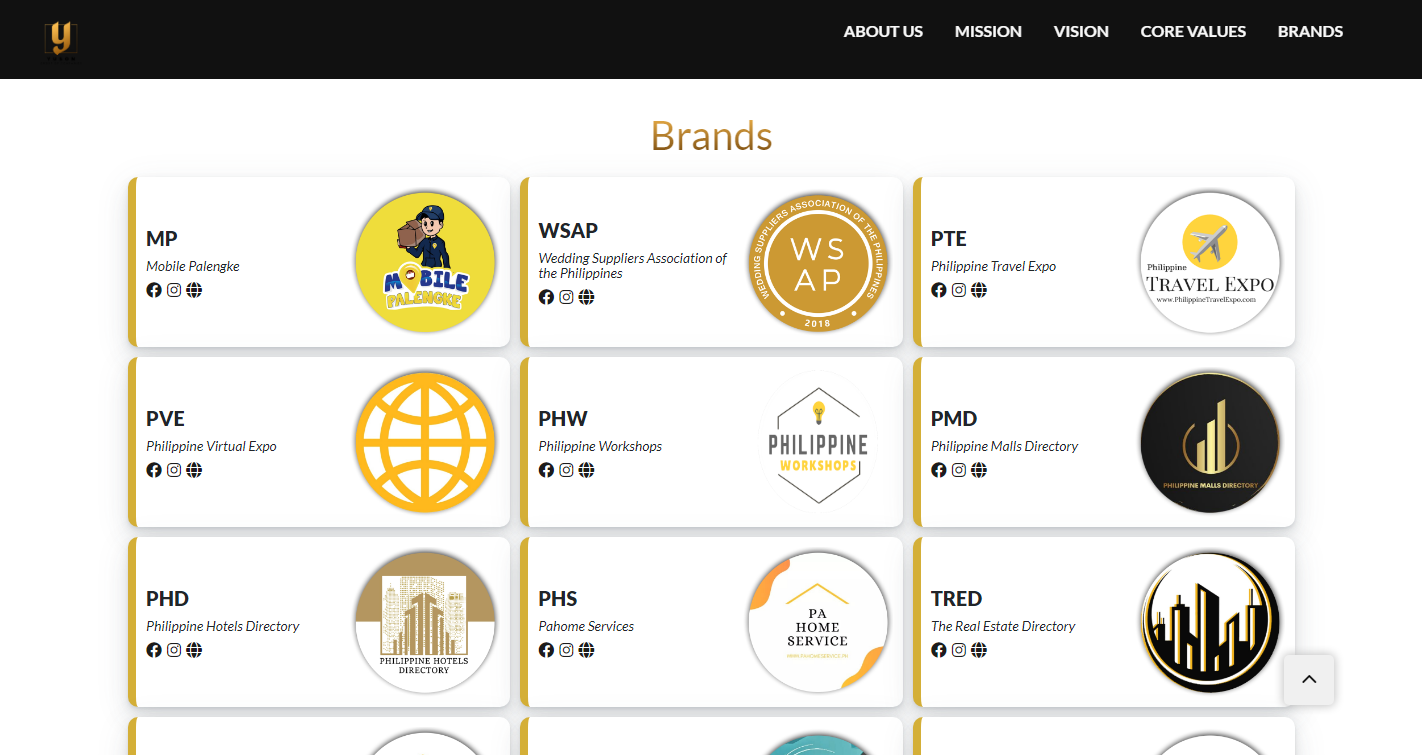 y
ABOUT US
MISSION
VISION
CORE VALUES
BRANDS
Brands
MP
Mobile Palengke
MOBILE
PALENGKE
WSAP
Wedding Suppliers Association of
the Philippines
WEDDING SUPPLIERS ASSOCIATION OF THE PHILIPPINES
WS
AP
2018
PTE
Philippine Travel Expo
Philippine
TRAVEL EXPO
www.PhilippineTravelExpo.com
PVE
Philippine Virtual Expo
PHW
Philippine Workshops
PHILIPPINE
WORKSHOPS
PMD
Philippine Malls Directory
PHILIPPINE MALLS DIRECTORY
PHD
Philippine Hotels Directory
PHILIPPINE HOTELS
DIRECTORY
PHS
Pahome Services
PA
HOME
SERVICE
TRED
The Real Estate Directory